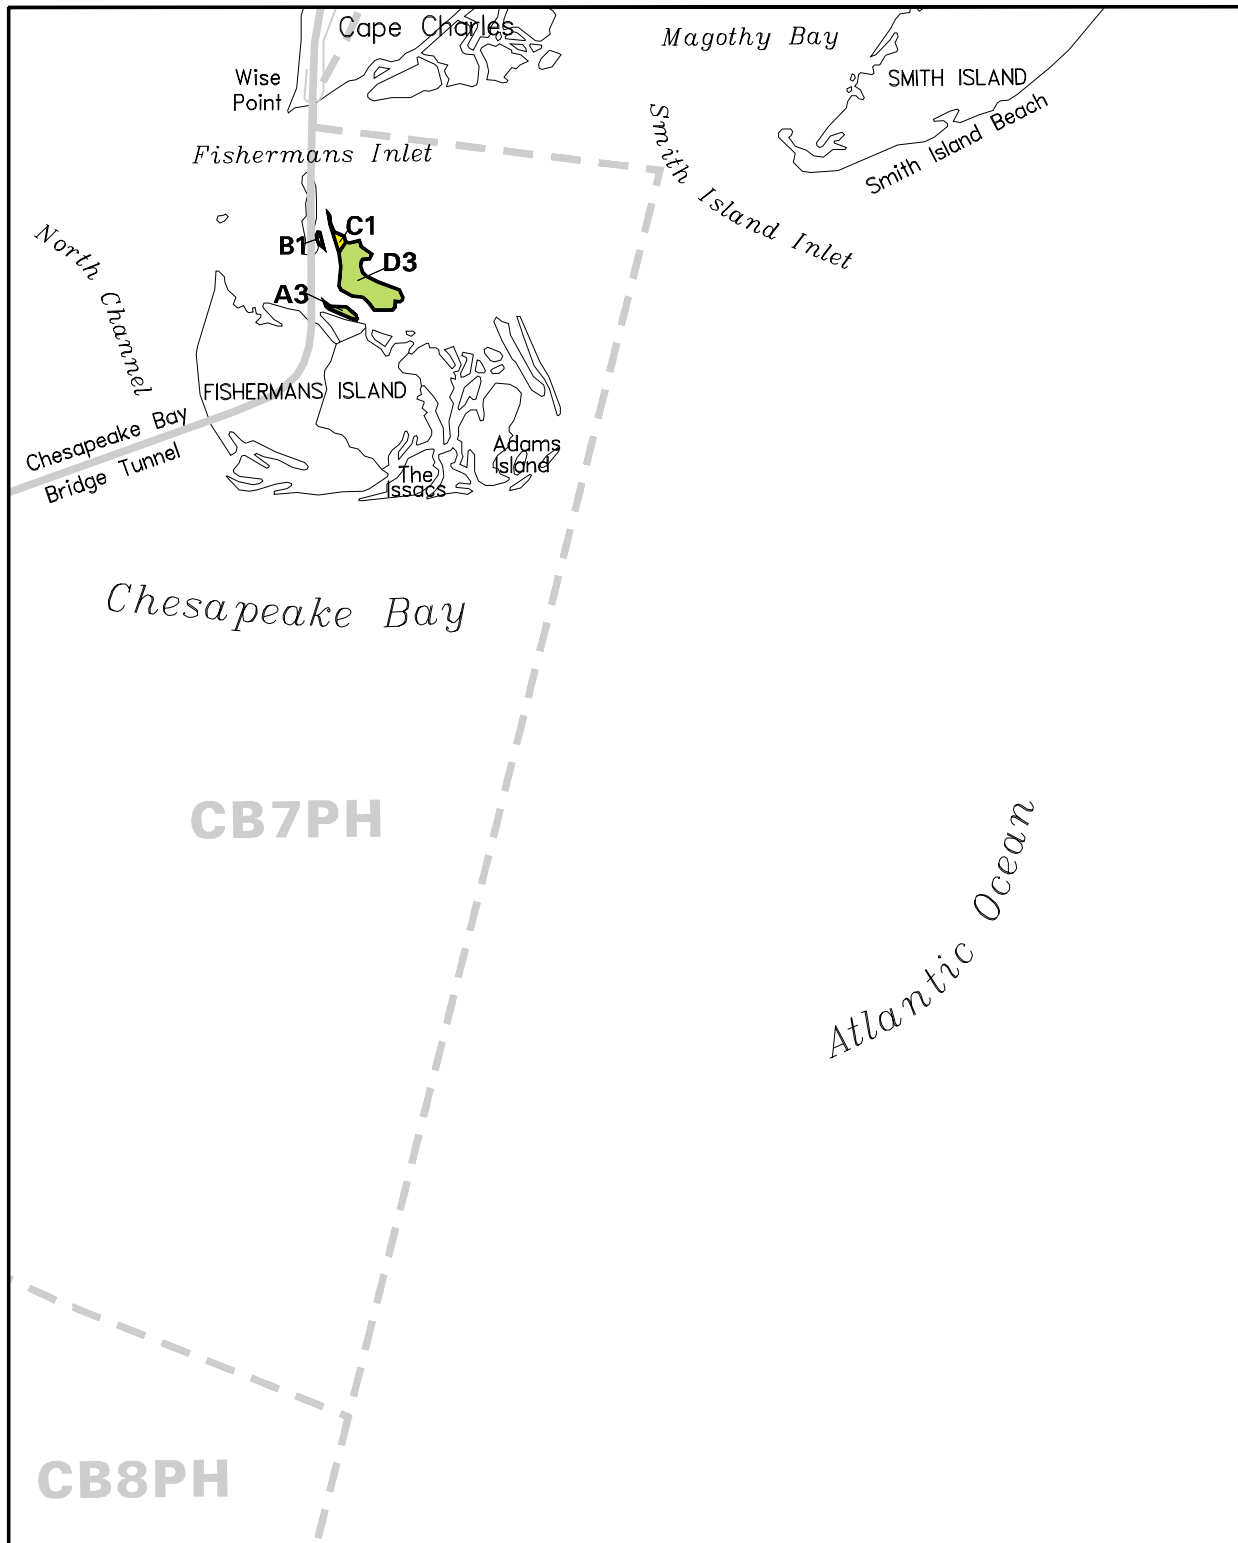 Cape Charles
Magothy Bay
Wise
Point
SMITH ISLAND
Smith Island Beach
Fishermans Inlet
Smith Island Inlet
North Channel
C1
B1
D3
A3
FISHERMANS ISLAND
Chesapeake Bay
Bridge Tunnel
Adams
Island
The
Issacs
Chesapeake Bay
CB7PH
Atlantic Ocean
CB8PH